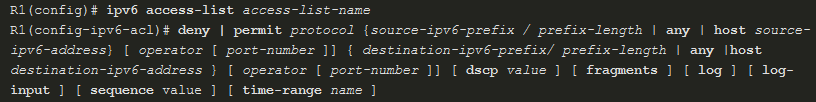 R1(config)# ipv6 access-list access-list-name
R1(config-ipv6-acl)# deny | permit protocol {source-ipv6-prefix / prefix-length | any | host source-
ipv6-address} [ operator [ port-number ]] { destination-ipv6-prefix/ prefix-length | any |host
destination-ipv6-address } [ operator [ port-number ]] [ dscp value ] [ fragments ] [ log ] [ log-
input ] [ sequence value ] [ time-range name ]